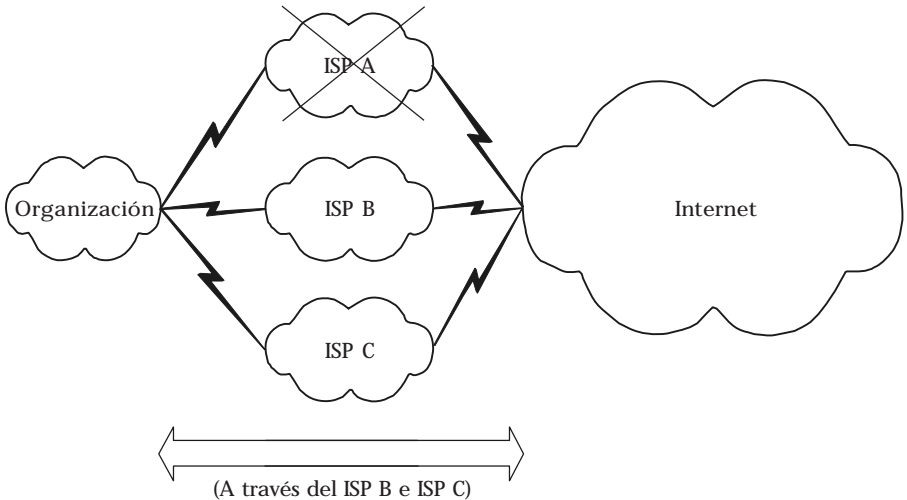 ISP A
Organización
ISP B
Internet
ISP C
(A través del ISP B e ISP C)